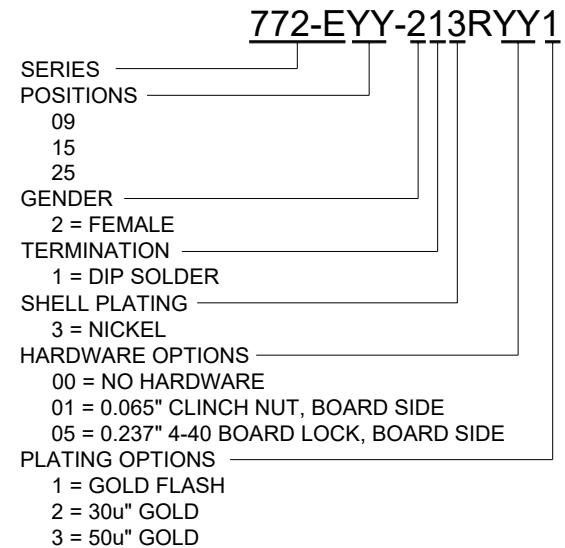 772-EYY-213RYY1
SERIES
POSITIONS
09
15
25
GENDER
2 = FEMALE
TERMINATION
1 = DIP SOLDER
SHELL PLATING
3 = NICKEL
HARDWARE OPTIONS
00 = NO HARDWARE
01 = 0.065" CLINCH NUT, BOARD SIDE
05 = 0.237" 4-40 BOARD LOCK, BOARD SIDE
PLATING OPTIONS
1 = GOLD FLASH
2 = 30u" GOLD
3 = 50u" GOLD